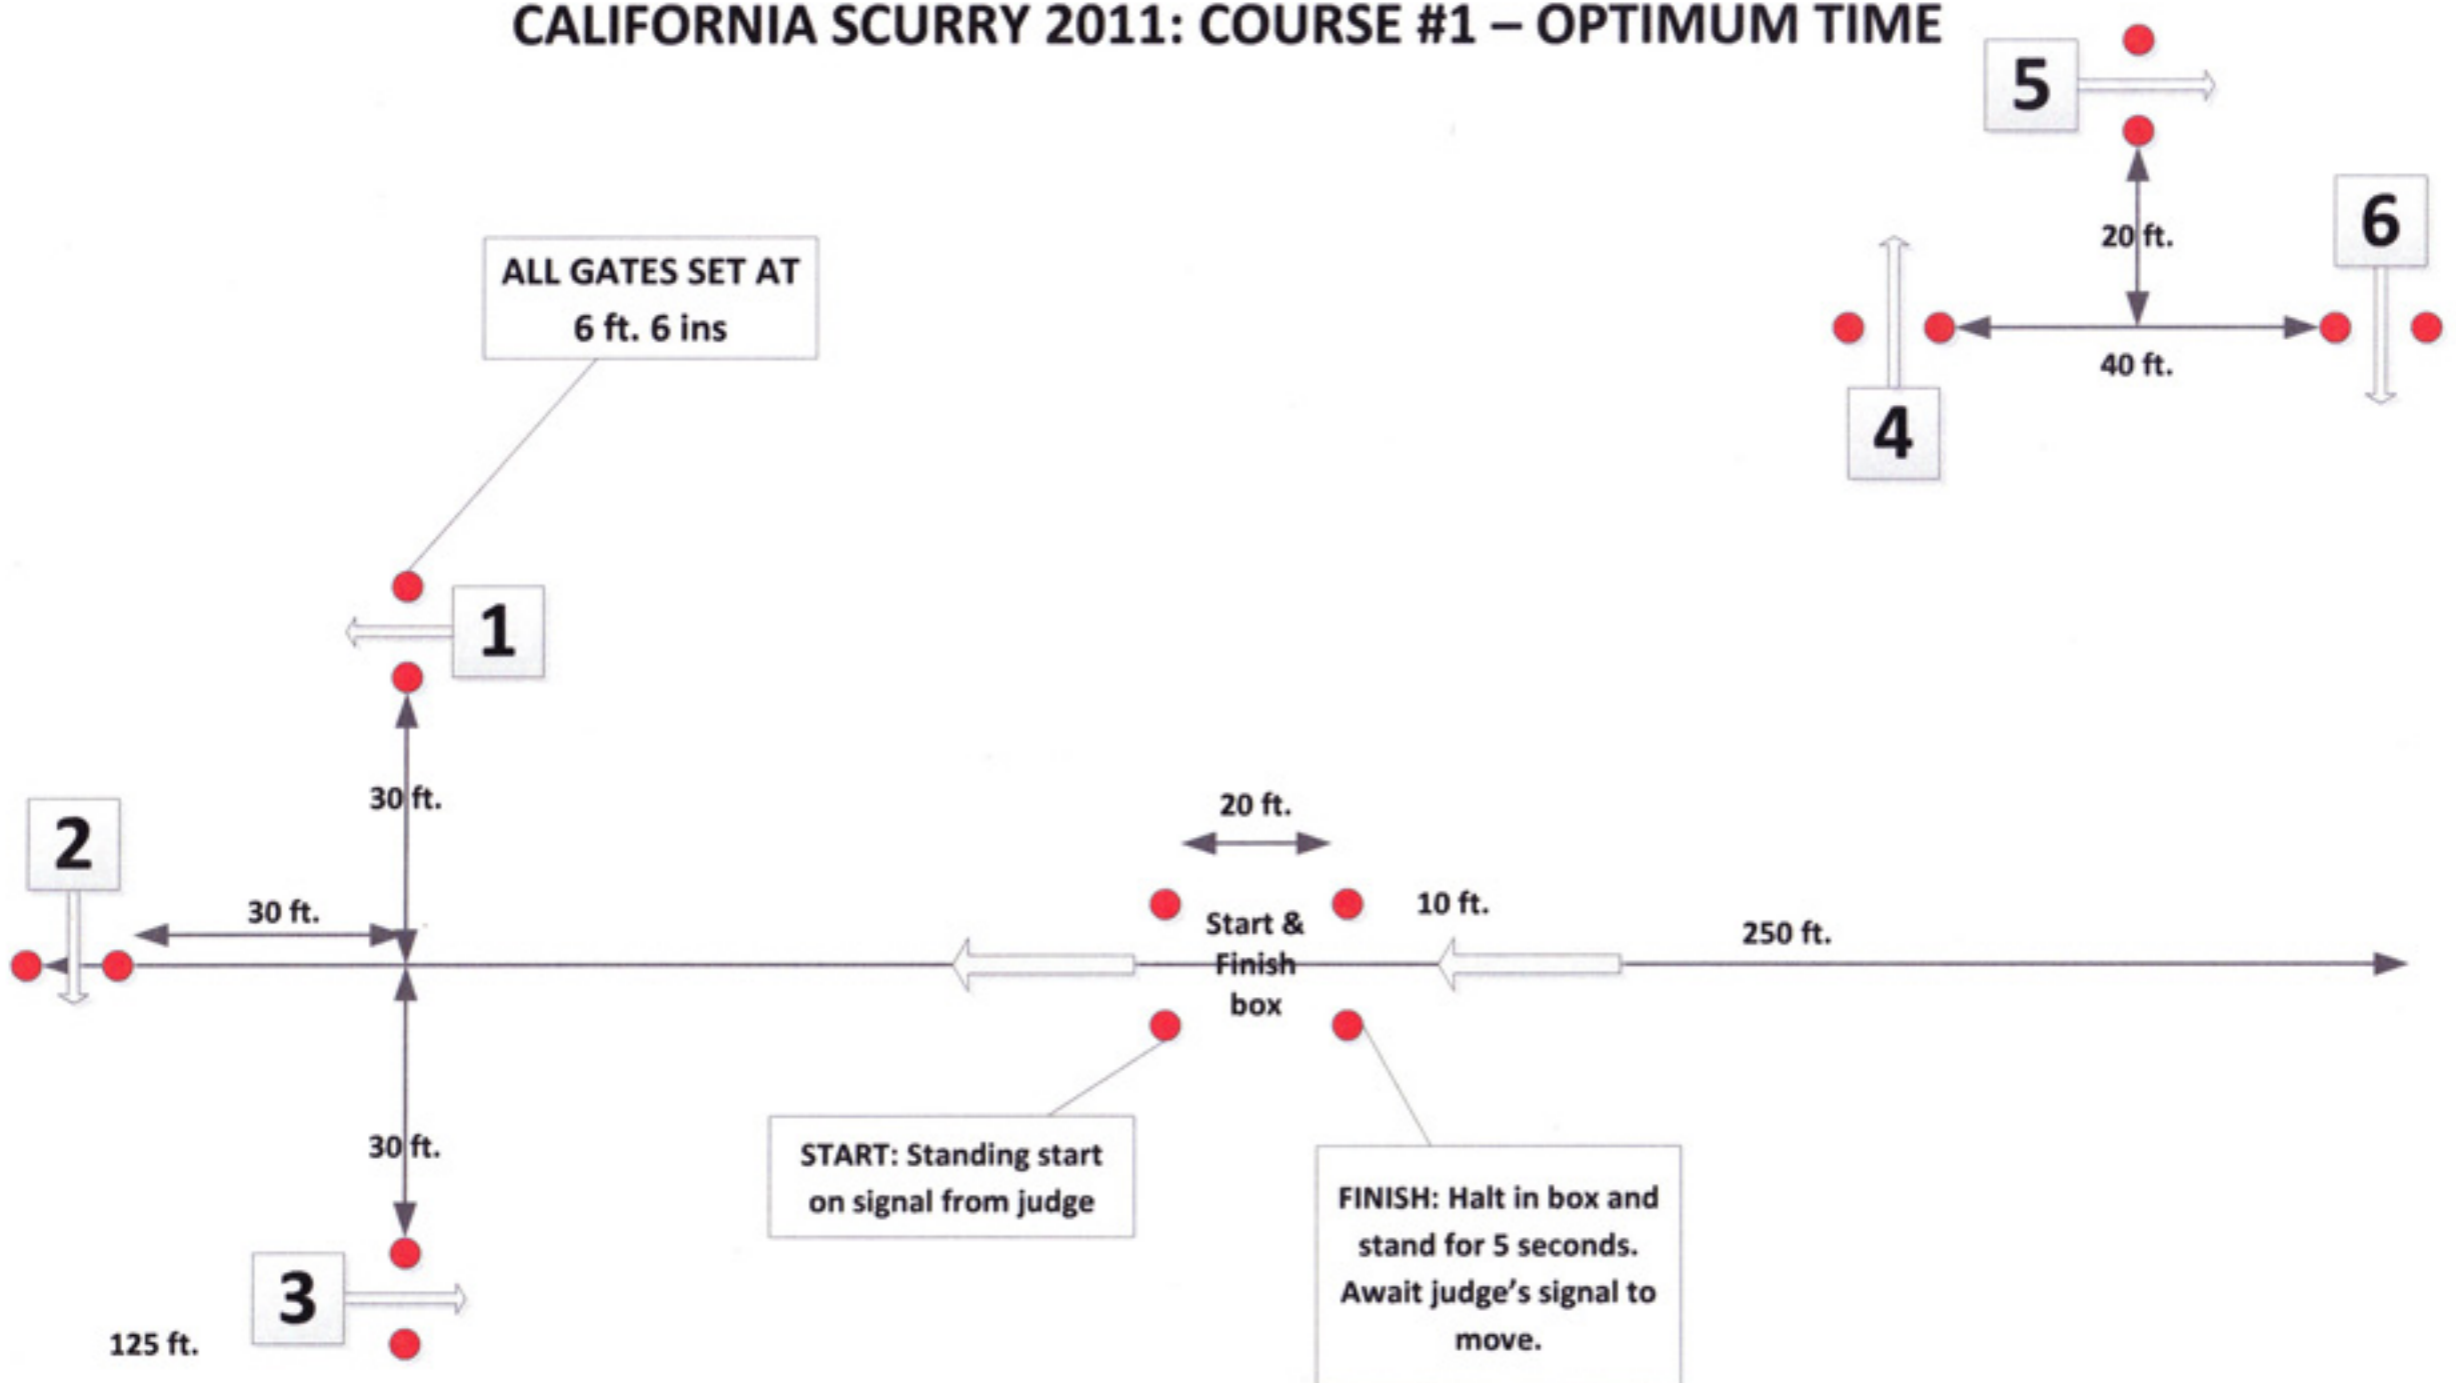 CALIFORNIA SCURRY 2011: COURSE #1 – OPTIMUM TIME
5
20 ft.
6
40 ft.
4
ALL GATES SET AT
6 ft. 6 ins
1
30 ft.
2
30 ft.
30 ft.
3
125 ft.
20 ft.
Start &
Finish
box
10 ft.
250 ft.
START: Standing start
on signal from judge
FINISH: Halt in box and
stand for 5 seconds.
Await judge's signal to
move.